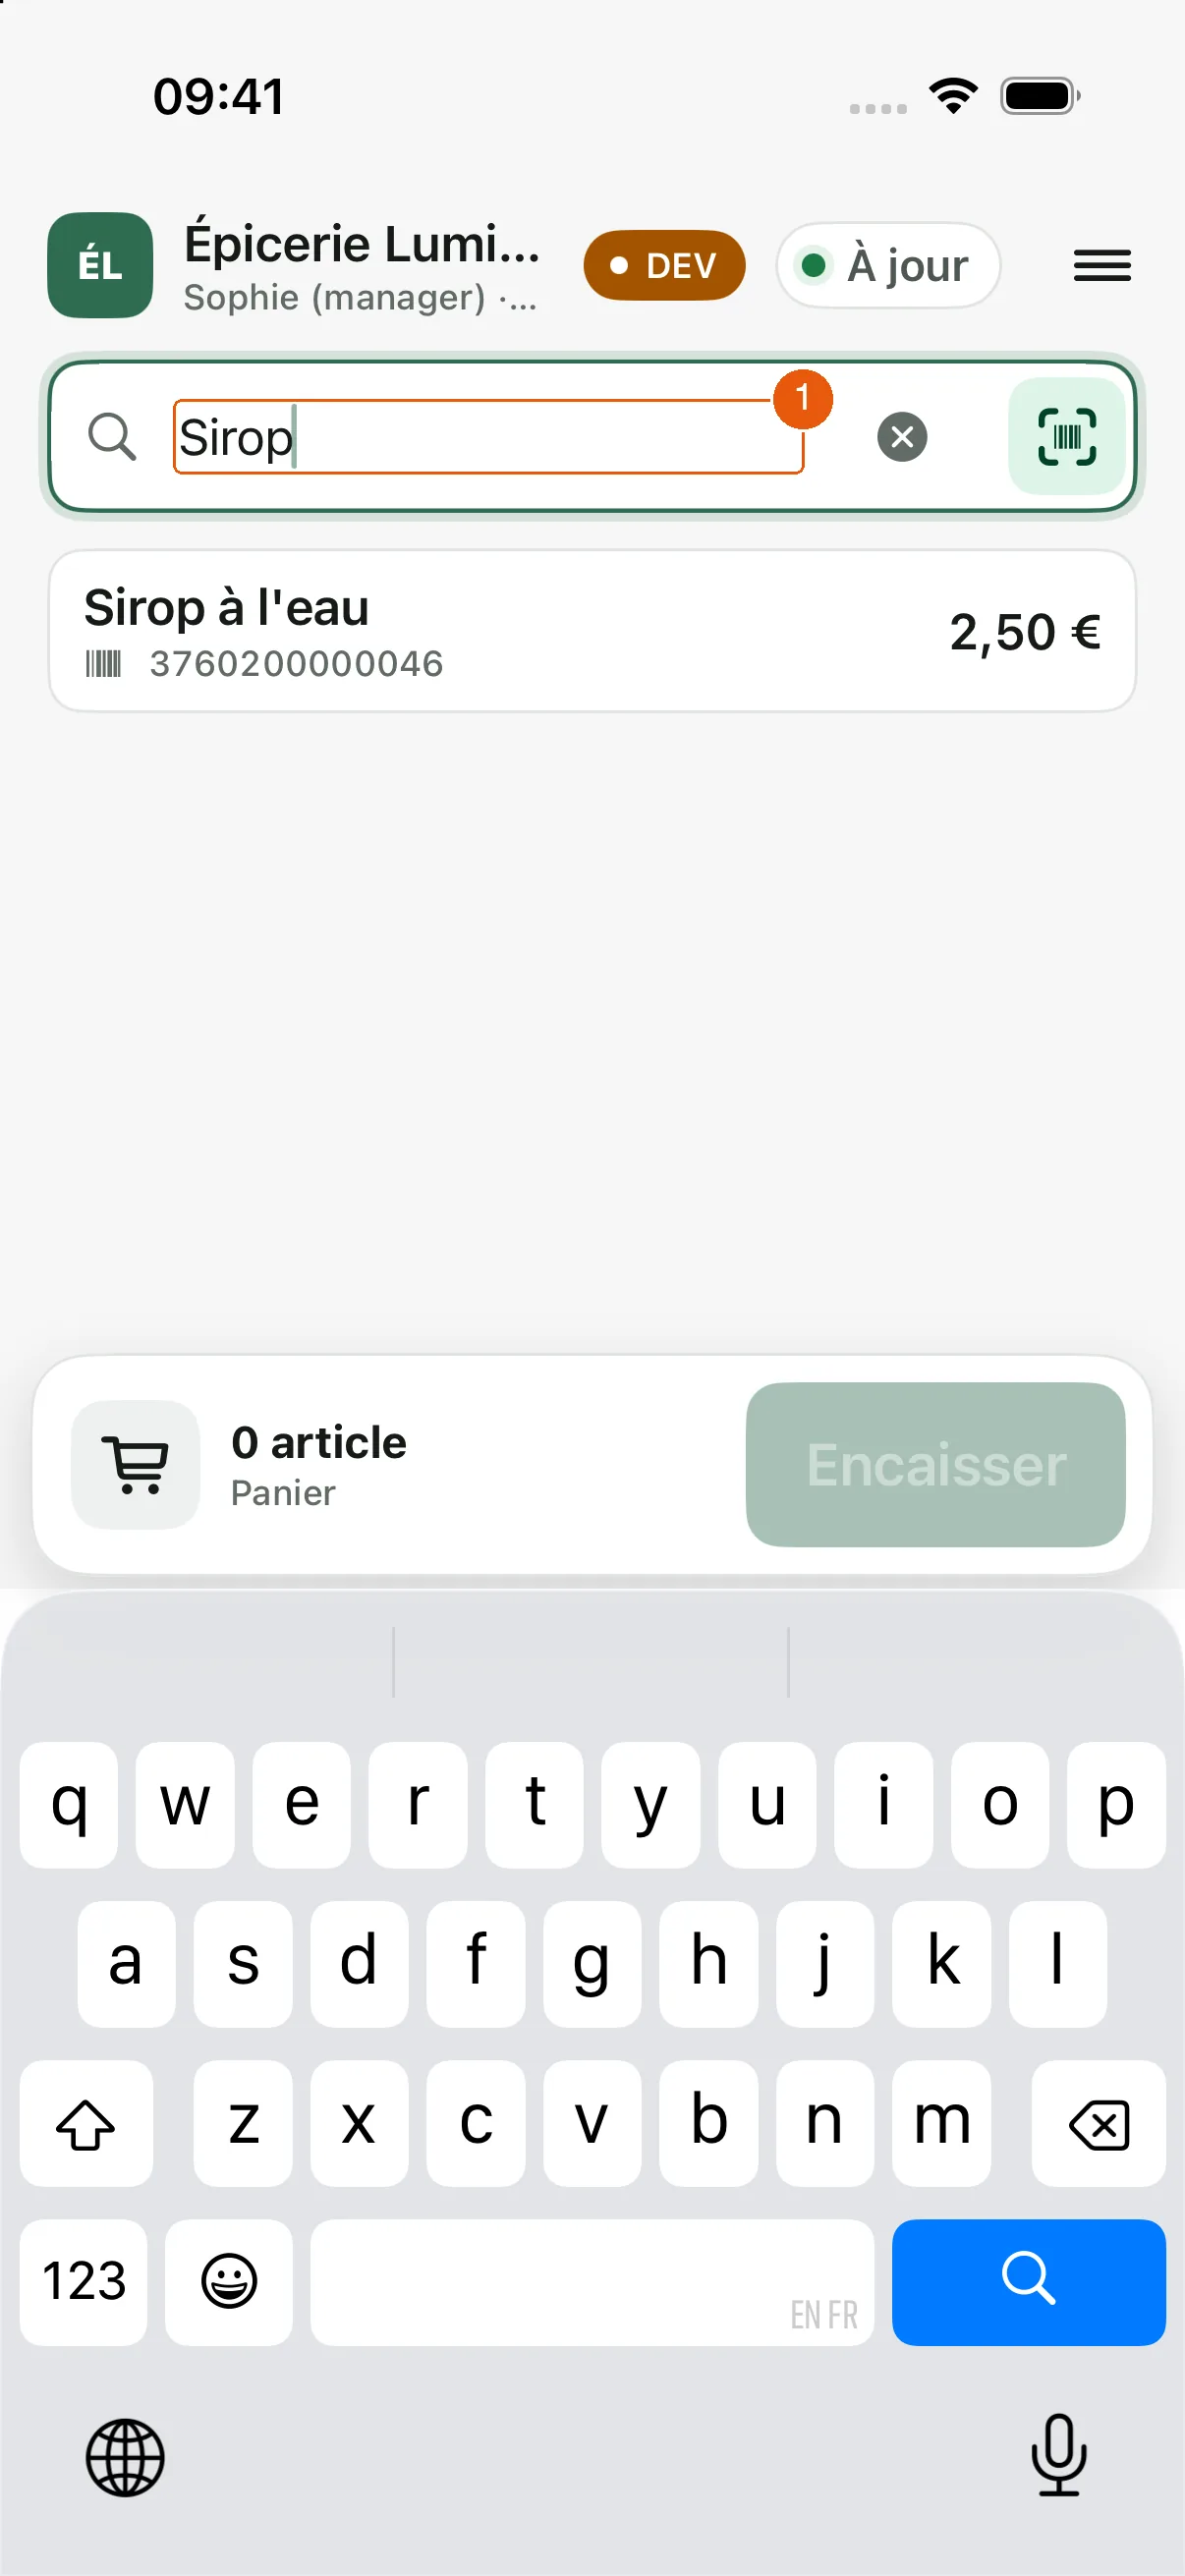 09:41
ÉL
Épicerie Lumi...
Sophie (manager) ·...
DEV
À jour
Sirop
1
Sirop à l'eau
3760200000046
2,50 €
0 article
Panier
Encaisser
q w e r t y u i o p
a s d f g h j k l
z x c v b n m
123
EN FR